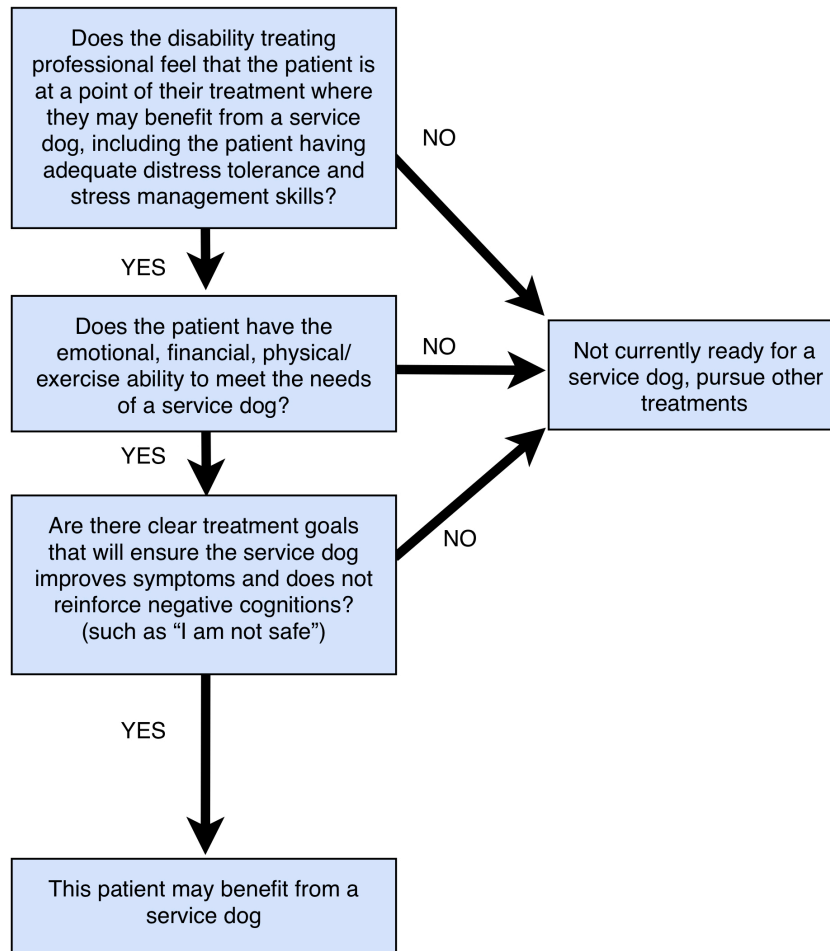 Does the disability treating
professional feel that the patient is
at a point of their treatment where
they may benefit from a service
dog, including the patient having
adequate distress tolerance and
stress management skills?
NO
YES
Does the patient have the
emotional, financial, physical/
exercise ability to meet the needs
of a service dog?
NO
Not currently ready for a
service dog, pursue other
treatments
YES
Are there clear treatment goals
that will ensure the service dog
improves symptoms and does not
reinforce negative cognitions?
(such as “I am not safe”)
NO
YES
This patient may benefit from a
service dog